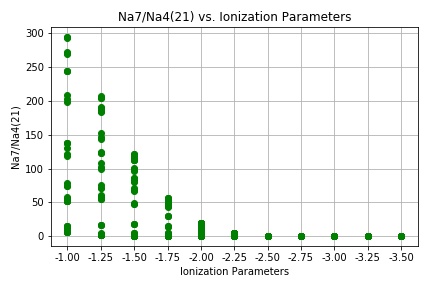 Na7/Na4(21) vs. Ionization Parameters
300
250
200
150
100
50
0
Na7/Na4(21)
-1.00 -1.25 -1.50 -1.75 -2.00 -2.25 -2.50 -2.75 -3.00 -3.25 -3.50
Ionization Parameters